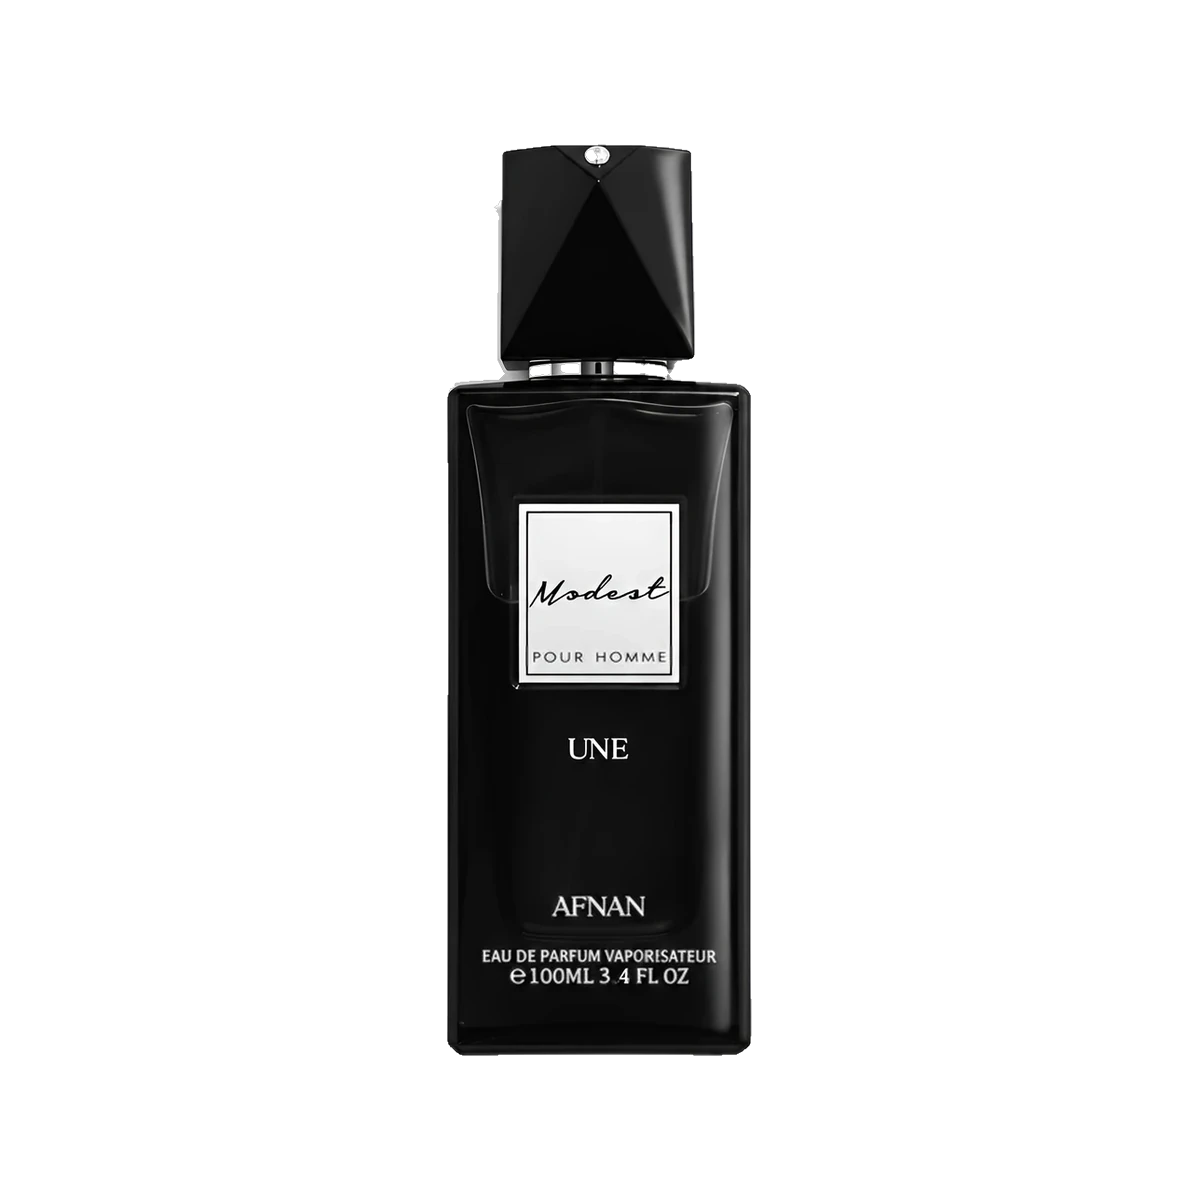 Modest
POUR HOMME
UNE
AFNAN
EAU DE PARFUM VAPORISATEUR
℮100ML 3.4 FL OZ